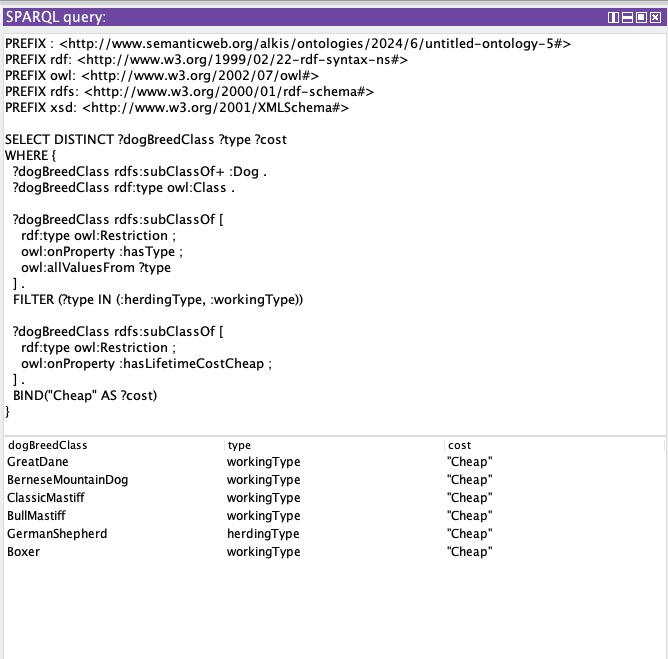 SPARQL query:
PREFIX : <http://www.semanticweb.org/alkis/ontologies/2024/6/untitled-ontology-5#>
PREFIX rdf: <http://www.w3.org/1999/02/22-rdf-syntax-ns#>
PREFIX owl: <http://www.w3.org/2002/07/owl#>
PREFIX rdfs: <http://www.w3.org/2000/01/rdf-schema#>
PREFIX xsd: <http://www.w3.org/2001/XMLSchema#>
SELECT DISTINCT ?dogBreedClass ?type ?cost
WHERE {
?dogBreedClass rdfs:subClassOf+ :Dog .
?dogBreedClass rdf:type owl:Class .
?dogBreedClass rdfs:subClassOf [
rdf:type owl:Restriction ;
owl:onProperty :hasType ;
owl:allValuesFrom ?type
] .
FILTER (?type IN (:herdingType, :workingType))
?dogBreedClass rdfs:subClassOf [
rdf:type owl:Restriction ;
owl:onProperty :hasLifetimeCostCheap ;
] .
BIND("Cheap" AS ?cost)
}
dogBreedClass type cost
GreatDane workingType "Cheap"
BerneseMountainDog workingType "Cheap"
ClassicMastiff workingType "Cheap"
BullMastiff workingType "Cheap"
GermanShepherd herdingType "Cheap"
Boxer workingType "Cheap"